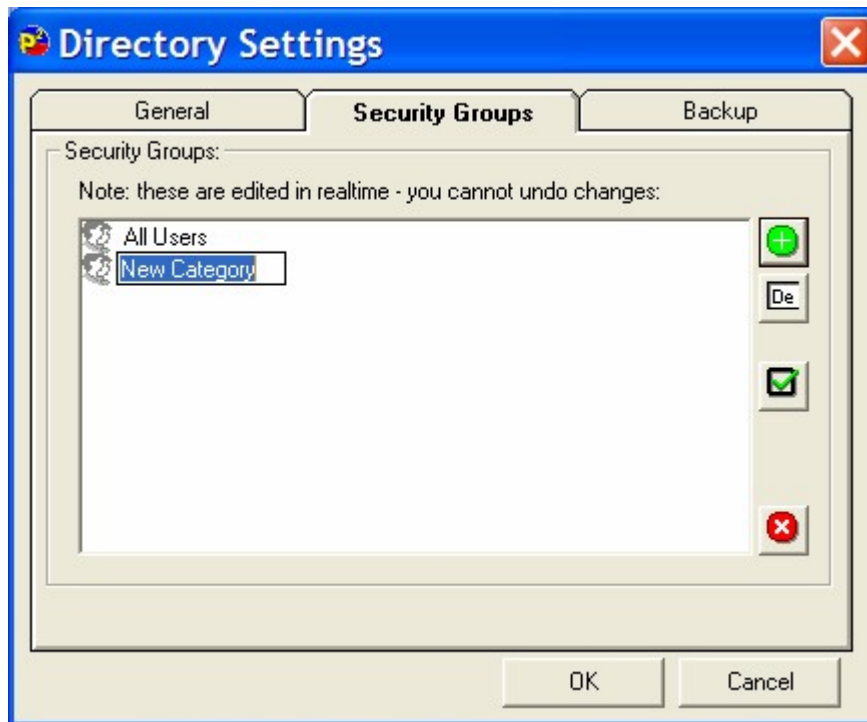 Directory Settings
General Security Groups Backup
Security Groups:
Note: these are edited in realtime - you cannot undo changes:
All Users
New Category
De
OK Cancel